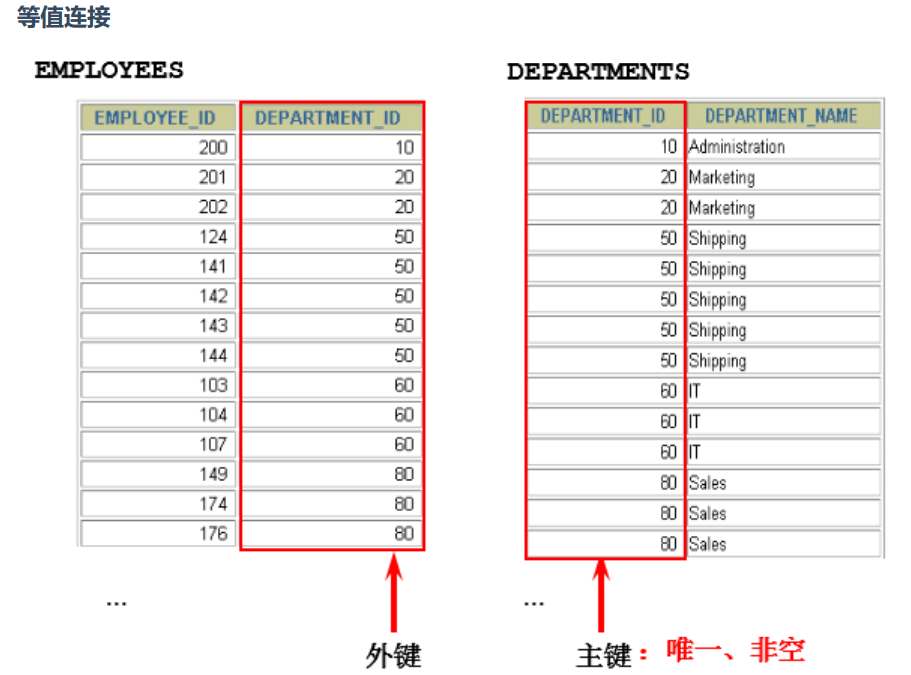 等值连接
EMPLOYEES
EMPLOYEE_ID DEPARTMENT_ID
200 10
201 20
202 20
124 50
141 50
142 50
143 50
144 50
103 60
104 60
107 60
149 80
174 80
176 80
...
外键
DEPARTMENTS
DEPARTMENT_ID DEPARTMENT_NAME
10 Administration
20 Marketing
20 Marketing
50 Shipping
50 Shipping
50 Shipping
50 Shipping
50 Shipping
60 IT
60 IT
60 IT
80 Sales
80 Sales
80 Sales
...
主键：唯一、非空